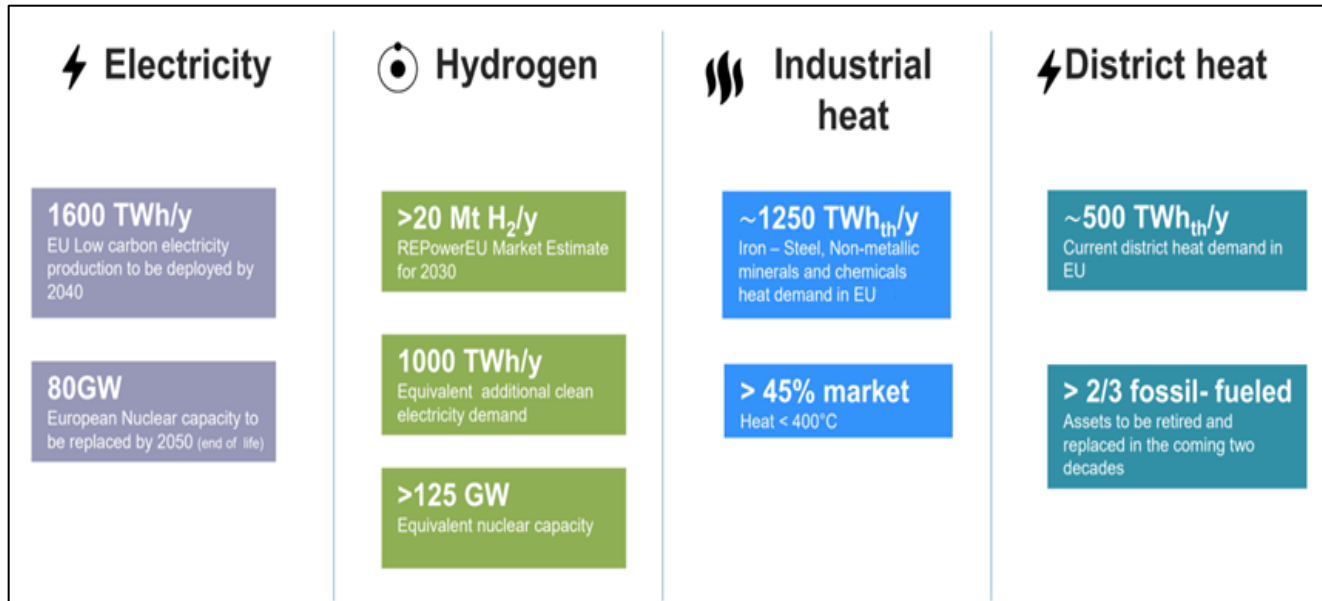 Electricity
1600 TWh/y
EU Low carbon electricity
production to be deployed by
2040
80GW
European Nuclear capacity to
be replaced by 2050 (end of life)
Hydrogen
>20 Mt H₂/y
REPowerEU Market Estimate
for 2030
1000 TWh/y
Equivalent additional clean
electricity demand
>125 GW
Equivalent nuclear capacity
Industrial
heat
~1250 TWhth/y
Iron – Steel, Non-metallic
minerals and chemicals
heat demand in EU
> 45% market
Heat < 400°C
District heat
~500 TWhth/y
Current district heat demand in
EU
> 2/3 fossil- fueled
Assets to be retired and
replaced in the coming two
decades